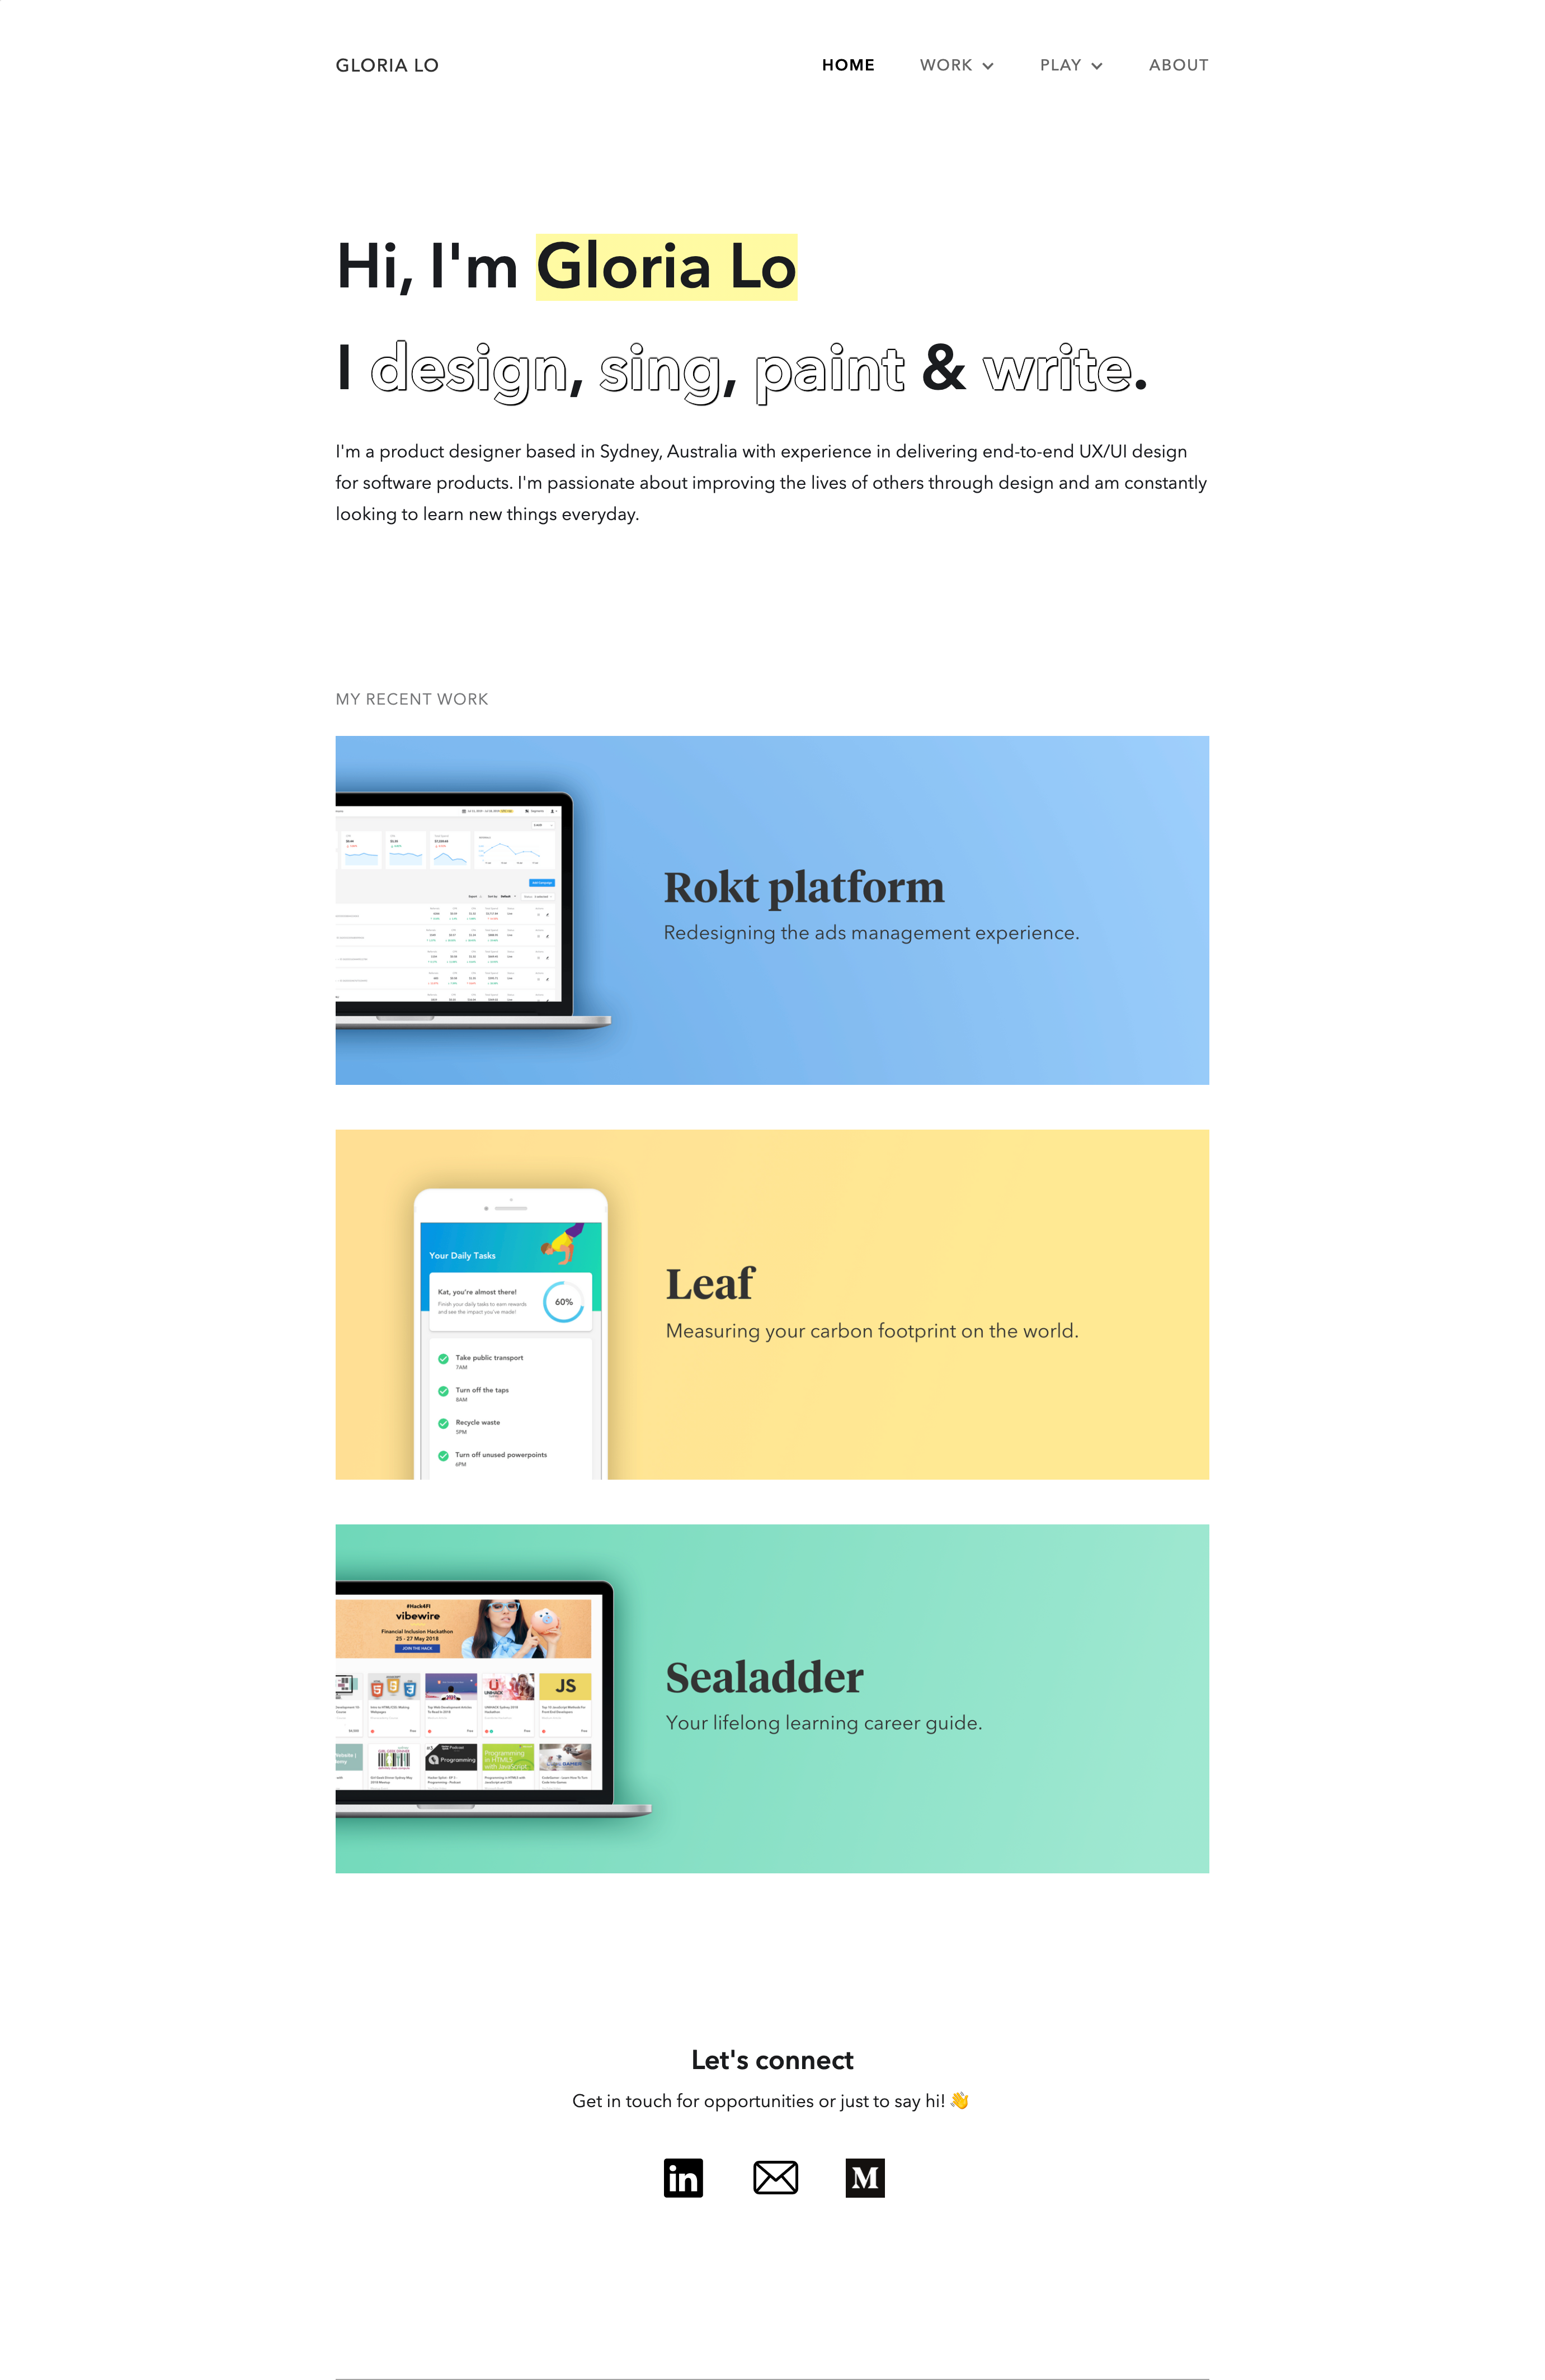 GLORIA LO
HOME WORK PLAY ABOUT
Hi, I'm Gloria Lo
I design, sing, paint & write.
I'm a product designer based in Sydney, Australia with experience in delivering end-to-end UX/UI design
for software products. I'm passionate about improving the lives of others through design and am constantly
looking to learn new things everyday.
MY RECENT WORK
Rokt platform
Redesigning the ads management experience.
Your Daily Tasks
Kat, you're almost there!
Finish your daily tasks to earn rewards
and see the impact you've made!
60%
Take public transport
7AM
Turn off the taps
8AM
Recycle waste
5PM
Turn off unused powerpoints
6PM
Leaf
Measuring your carbon footprint on the world.
#Hack4FI
vibewire
Financial Inclusion Hackathon
25 - 27 May 2018
JOIN THE HACK
JS
Programming
Programming
in HTML5
with JavaScript
Sealadder
Your lifelong learning career guide.
Let's connect
Get in touch for opportunities or just to say hi! 👋
in
M